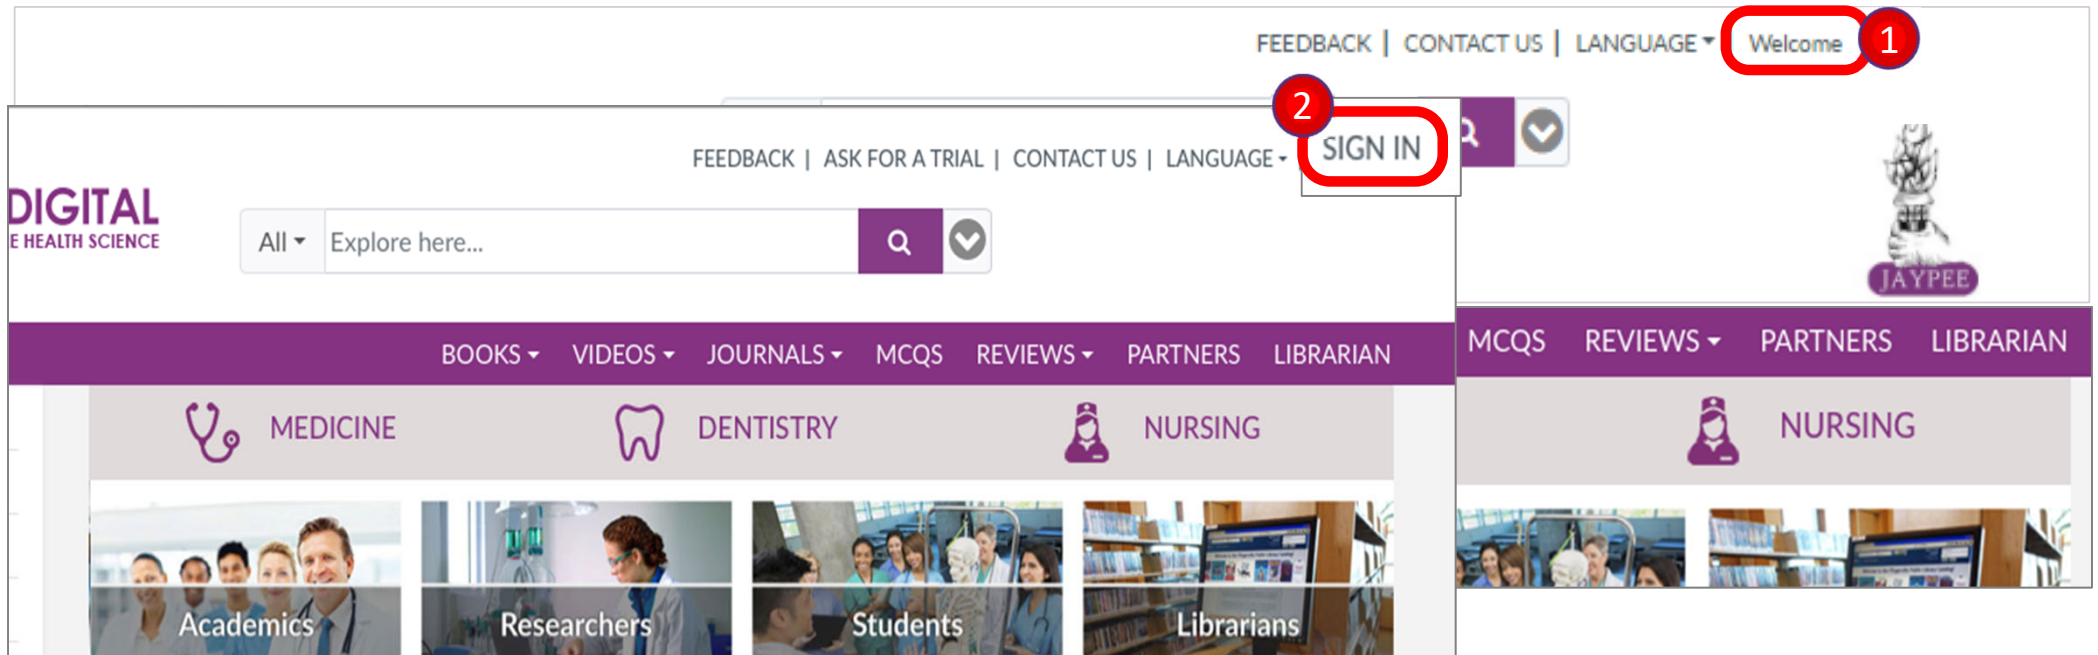 FEEDBACK | CONTACT US | LANGUAGE Welcome 1
2
FEEDBACK | ASK FOR A TRIAL | CONTACT US | LANGUAGE SIGN IN
DIGITAL
E HEALTH SCIENCE
All Explore here...
JAYPEE
BOOKS VIDEOS JOURNALS MCQS REVIEWS PARTNERS LIBRARIAN
MCQS REVIEWS PARTNERS LIBRARIAN
MEDICINE DENTISTRY NURSING
NURSING
Academics Researchers Students Librarians